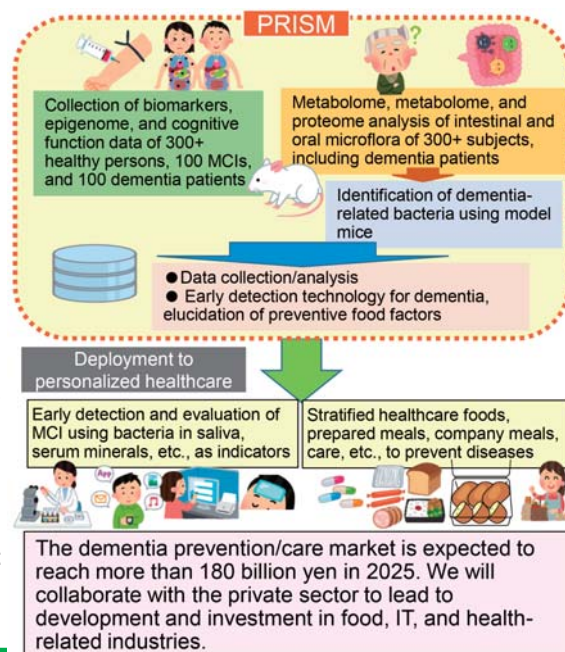 PRISM
Collection of biomarkers,
epigenome, and cognitive
function data of 300+
healthy persons, 100 MCIs,
and 100 dementia patients
?
Metabolome, metabolome, and
proteome analysis of intestinal and
oral microflora of 300+ subjects,
including dementia patients
Identification of dementia-
related bacteria using model
mice
●Data collection/analysis
● Early detection technology for dementia,
elucidation of preventive food factors
Deployment to
personalized healthcare
Early detection and evaluation of
MCI using bacteria in saliva,
serum minerals, etc., as indicators
Stratified healthcare foods,
prepared meals, company meals,
care, etc., to prevent diseases
App
The dementia prevention/care market is expected to
reach more than 180 billion yen in 2025. We will
collaborate with the private sector to lead to
development and investment in food, IT, and health-
related industries.